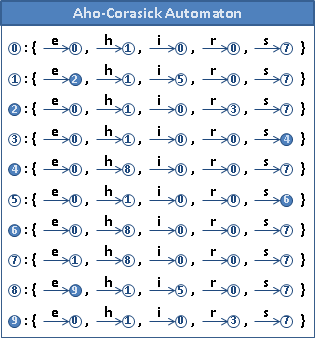 Aho-Corasick Automaton
e h i r s
0 : { 0 , 1 , 0 , 0 , 7 }
e h i r s
1 : { 2 , 1 , 5 , 0 , 7 }
e h i r s
2 : { 0 , 1 , 0 , 3 , 7 }
e h i r s
3 : { 0 , 1 , 0 , 0 , 4 }
e h i r s
4 : { 0 , 8 , 0 , 0 , 7 }
e h i r s
5 : { 0 , 1 , 0 , 0 , 6 }
e h i r s
6 : { 0 , 8 , 0 , 0 , 7 }
e h i r s
7 : { 1 , 8 , 0 , 0 , 7 }
e h i r s
8 : { 9 , 1 , 5 , 0 , 7 }
e h i r s
9 : { 0 , 1 , 0 , 3 , 7 }